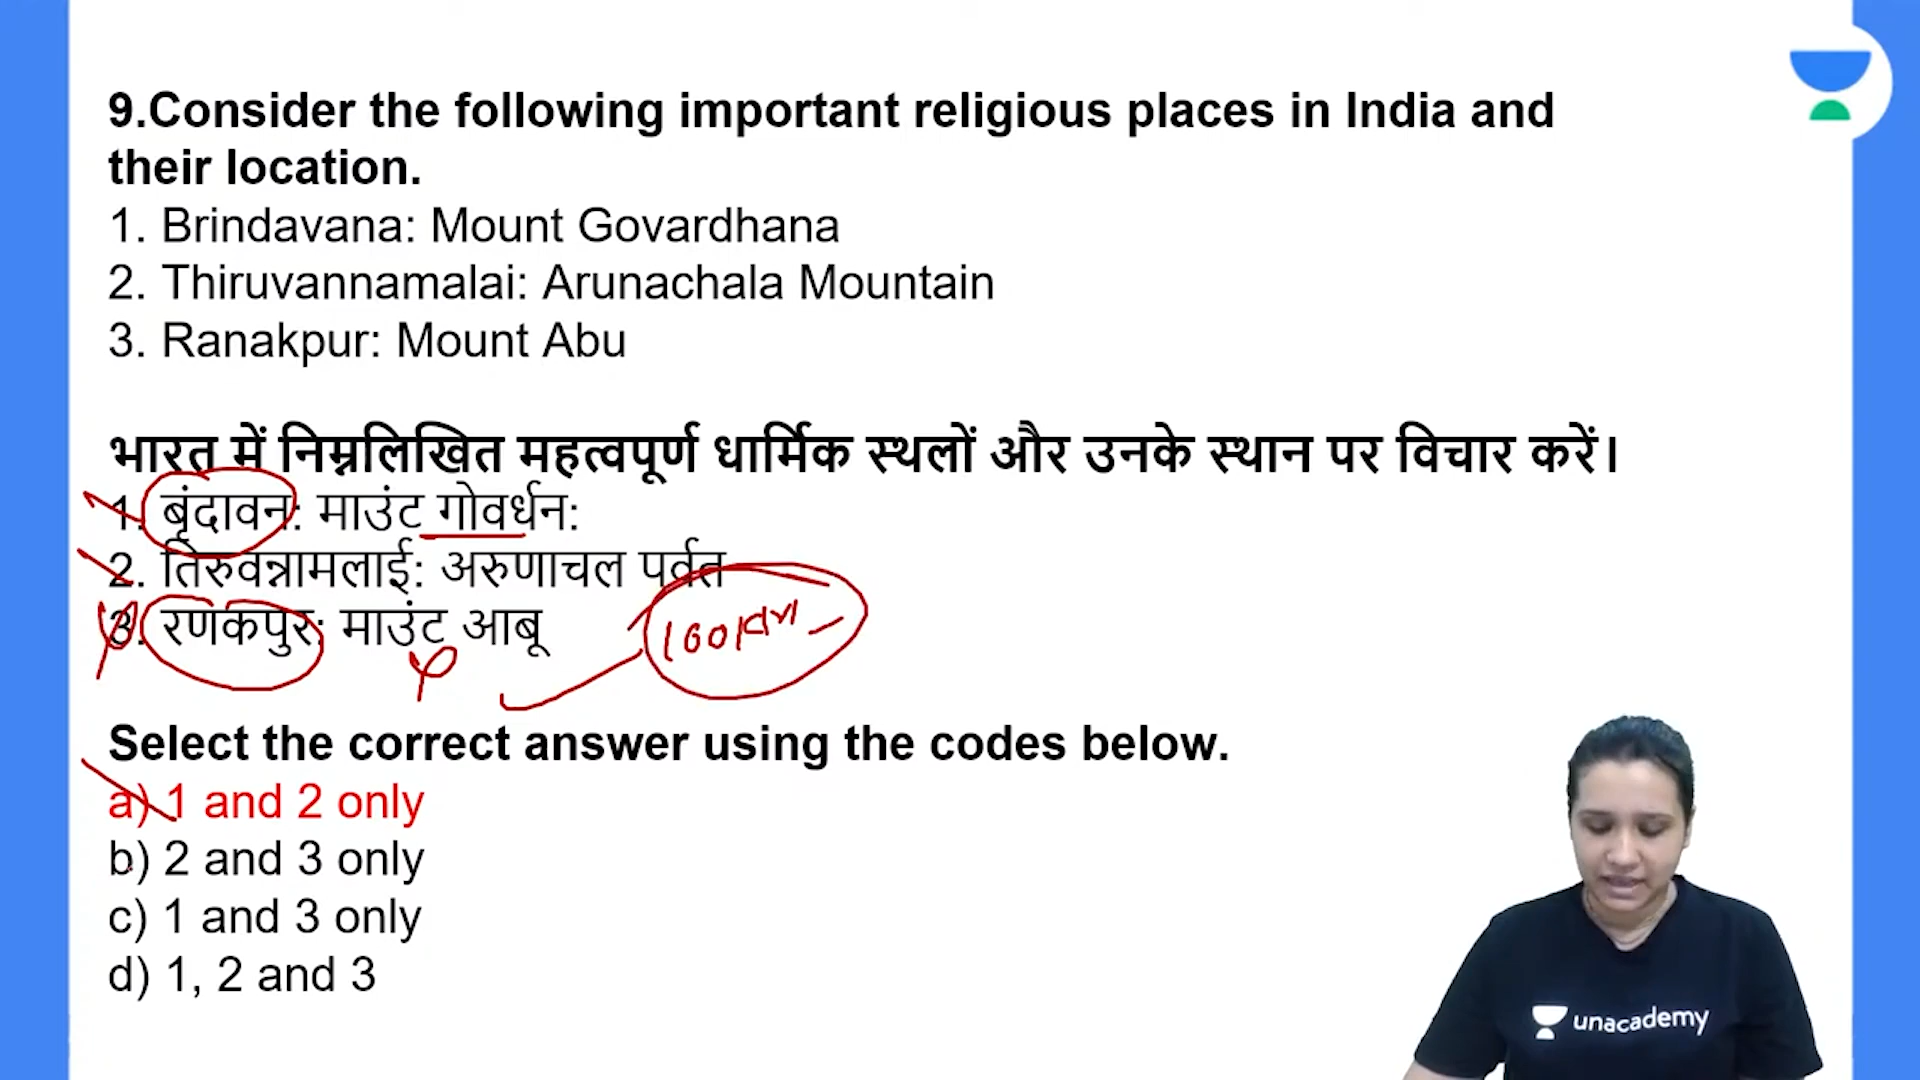 9.Consider the following important religious places in India and
their location.
1. Brindavana: Mount Govardhana
2. Thiruvannamalai: Arunachala Mountain
3. Ranakpur: Mount Abu
भारत में निम्नलिखित महत्वपूर्ण धार्मिक स्थलों और उनके स्थान पर विचार करें।
1. बृंदावन: माउंट गोवर्धन:
2. तिरुवन्नामलाई: अरुणाचल पर्वत
3. रणकपुर: माउंट आबू
Select the correct answer using the codes below.
a) 1 and 2 only
b) 2 and 3 only
c) 1 and 3 only
d) 1, 2 and 3
unacademy